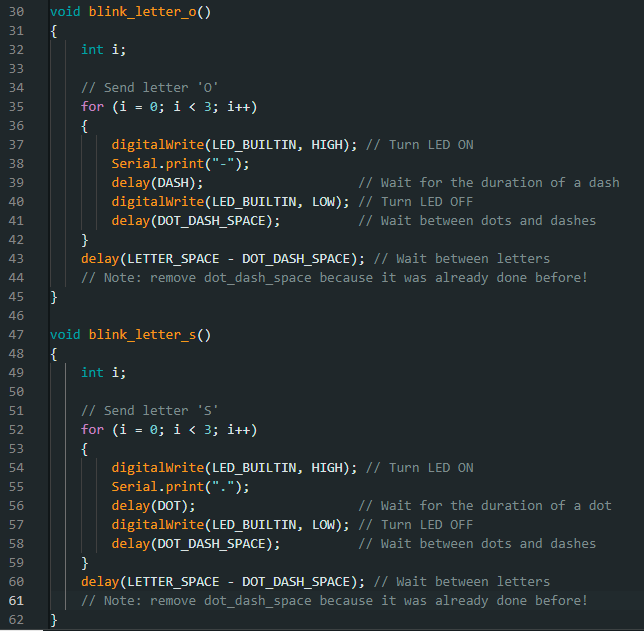 30 void blink_letter_o()
31 {
32     int i;
33
34     // Send letter 'O'
35     for (i = 0; i < 3; i++)
36     {
37         digitalWrite(LED_BUILTIN, HIGH); // Turn LED ON
38         Serial.print("-");
39         delay(DASH);                    // Wait for the duration of a dash
40         digitalWrite(LED_BUILTIN, LOW); // Turn LED OFF
41         delay(DOT_DASH_SPACE);          // Wait between dots and dashes
42     }
43     delay(LETTER_SPACE - DOT_DASH_SPACE); // Wait between letters
44     // Note: remove dot_dash_space because it was already done before!
45 }
46
47 void blink_letter_s()
48 {
49     int i;
50
51     // Send letter 'S'
52     for (i = 0; i < 3; i++)
53     {
54         digitalWrite(LED_BUILTIN, HIGH); // Turn LED ON
55         Serial.print(".");
56         delay(DOT);                     // Wait for the duration of a dot
57         digitalWrite(LED_BUILTIN, LOW); // Turn LED OFF
58         delay(DOT_DASH_SPACE);          // Wait between dots and dashes
59     }
60     delay(LETTER_SPACE - DOT_DASH_SPACE); // Wait between letters
61     // Note: remove dot_dash_space because it was already done before!
62 }